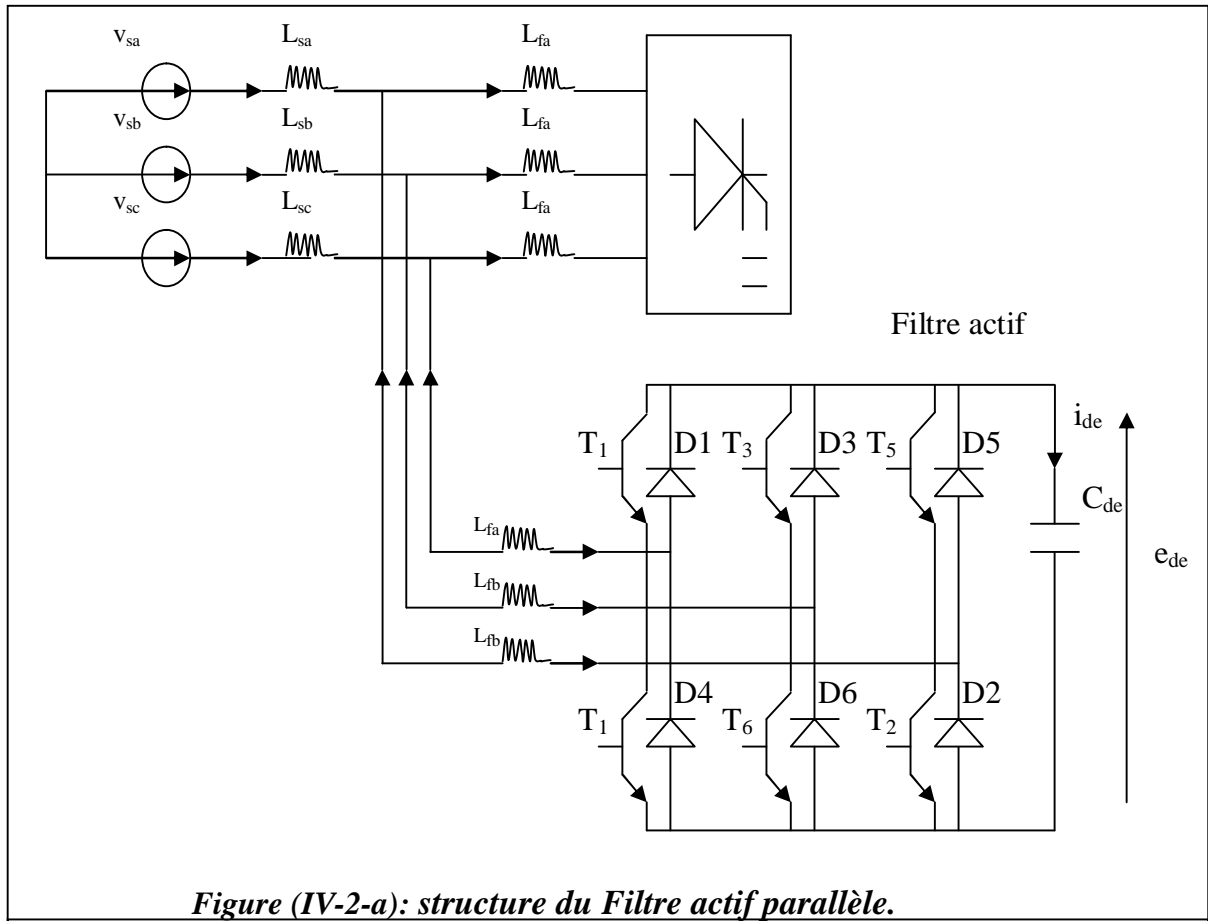 v_sa L_sa L_fa
v_sb L_sb L_fa
v_sc L_sc L_fa
Filtre actif
i_de
T_1 D1 T_3 D3 T_5 D5
C_de
L_fa
e_de
L_fb
L_fb
D4 D6 D2
T_1 T_6 T_2
Figure (IV-2-a): structure du Filtre actif parallèle.